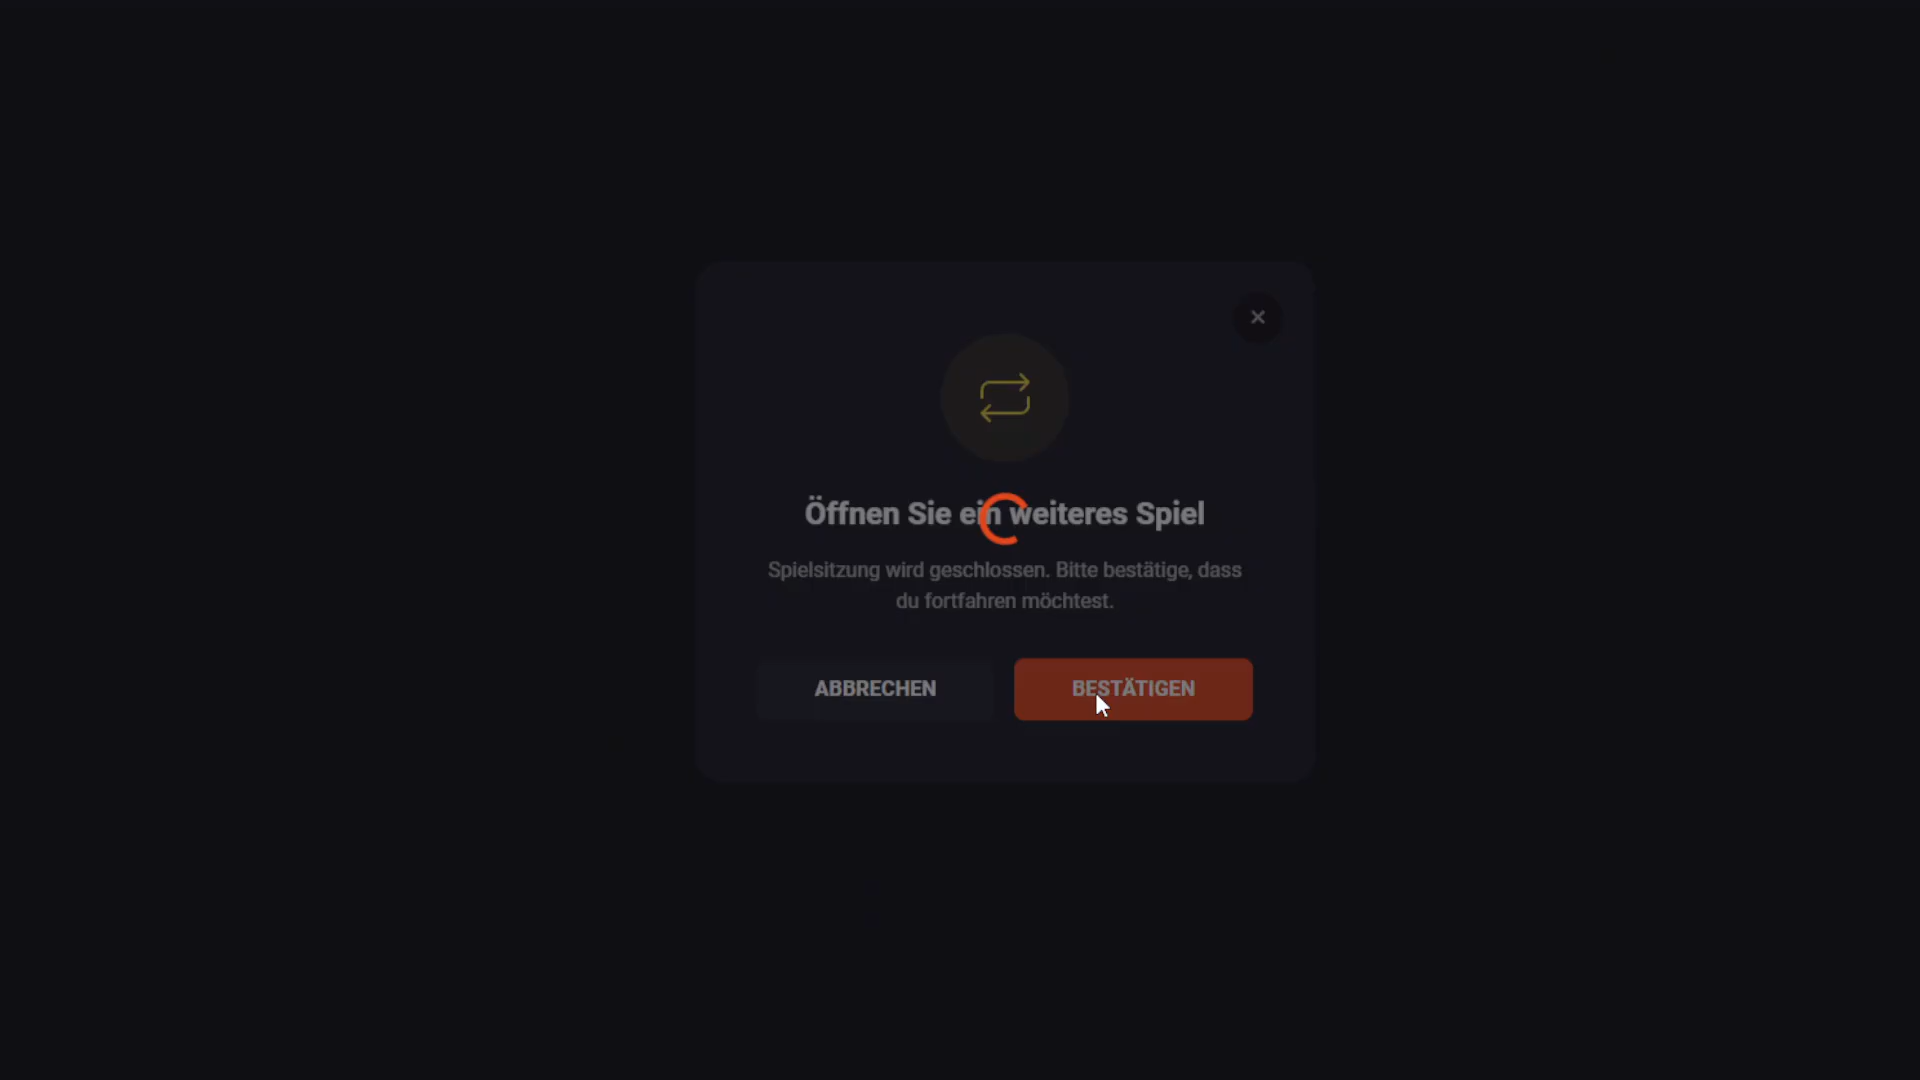 Öffnen Sie ein weiteres Spiel
Spielsitzung wird geschlossen. Bitte bestätige, dass
du fortfahren möchtest.
ABBRECHEN
BESTÄTIGEN